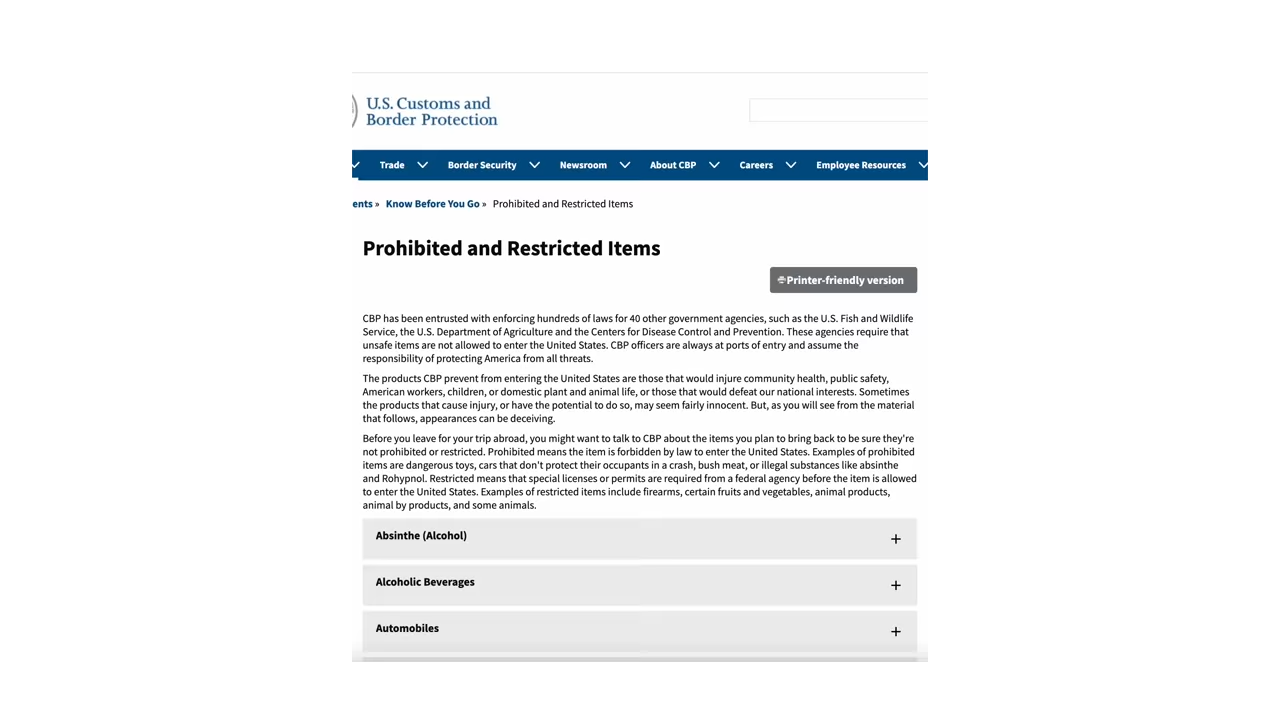 U.S. Customs and
Border Protection
Trade Border Security Newsroom About CBP Careers Employee Resources
ents » Know Before You Go » Prohibited and Restricted Items
Prohibited and Restricted Items
Printer-friendly version
CBP has been entrusted with enforcing hundreds of laws for 40 other government agencies, such as the U.S. Fish and Wildlife
Service, the U.S. Department of Agriculture and the Centers for Disease Control and Prevention. These agencies require that
unsafe items are not allowed to enter the United States. CBP officers are always at ports of entry and assume the
responsibility of protecting America from all threats.
The products CBP prevent from entering the United States are those that would injure community health, public safety,
American workers, children, or domestic plant and animal life, or those that would defeat our national interests. Sometimes
the products that cause injury, or have the potential to do so, may seem fairly innocent. But, as you will see from the material
that follows, appearances can be deceiving.
Before you leave for your trip abroad, you might want to talk to CBP about the items you plan to bring back to be sure they're
not prohibited or restricted. Prohibited means the item is forbidden by law to enter the United States. Examples of prohibited
items are dangerous toys, cars that don't protect their occupants in a crash, bush meat, or illegal substances like absinthe
and Rohypnol. Restricted means that special licenses or permits are required from a federal agency before the item is allowed
to enter the United States. Examples of restricted items include firearms, certain fruits and vegetables, animal products,
animal by products, and some animals.
Absinthe (Alcohol) +
Alcoholic Beverages +
Automobiles +